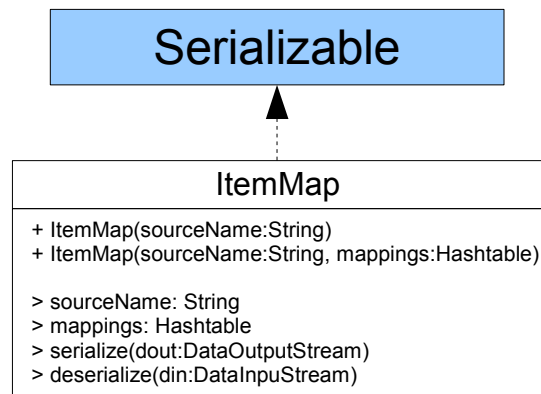 Serializable
ItemMap
+ ItemMap(sourceName:String)
+ ItemMap(sourceName:String, mappings:Hashtable)
> sourceName: String
> mappings: Hashtable
> serialize(dout:DataOutputStream)
> deserialize(din:DataInpuStream)